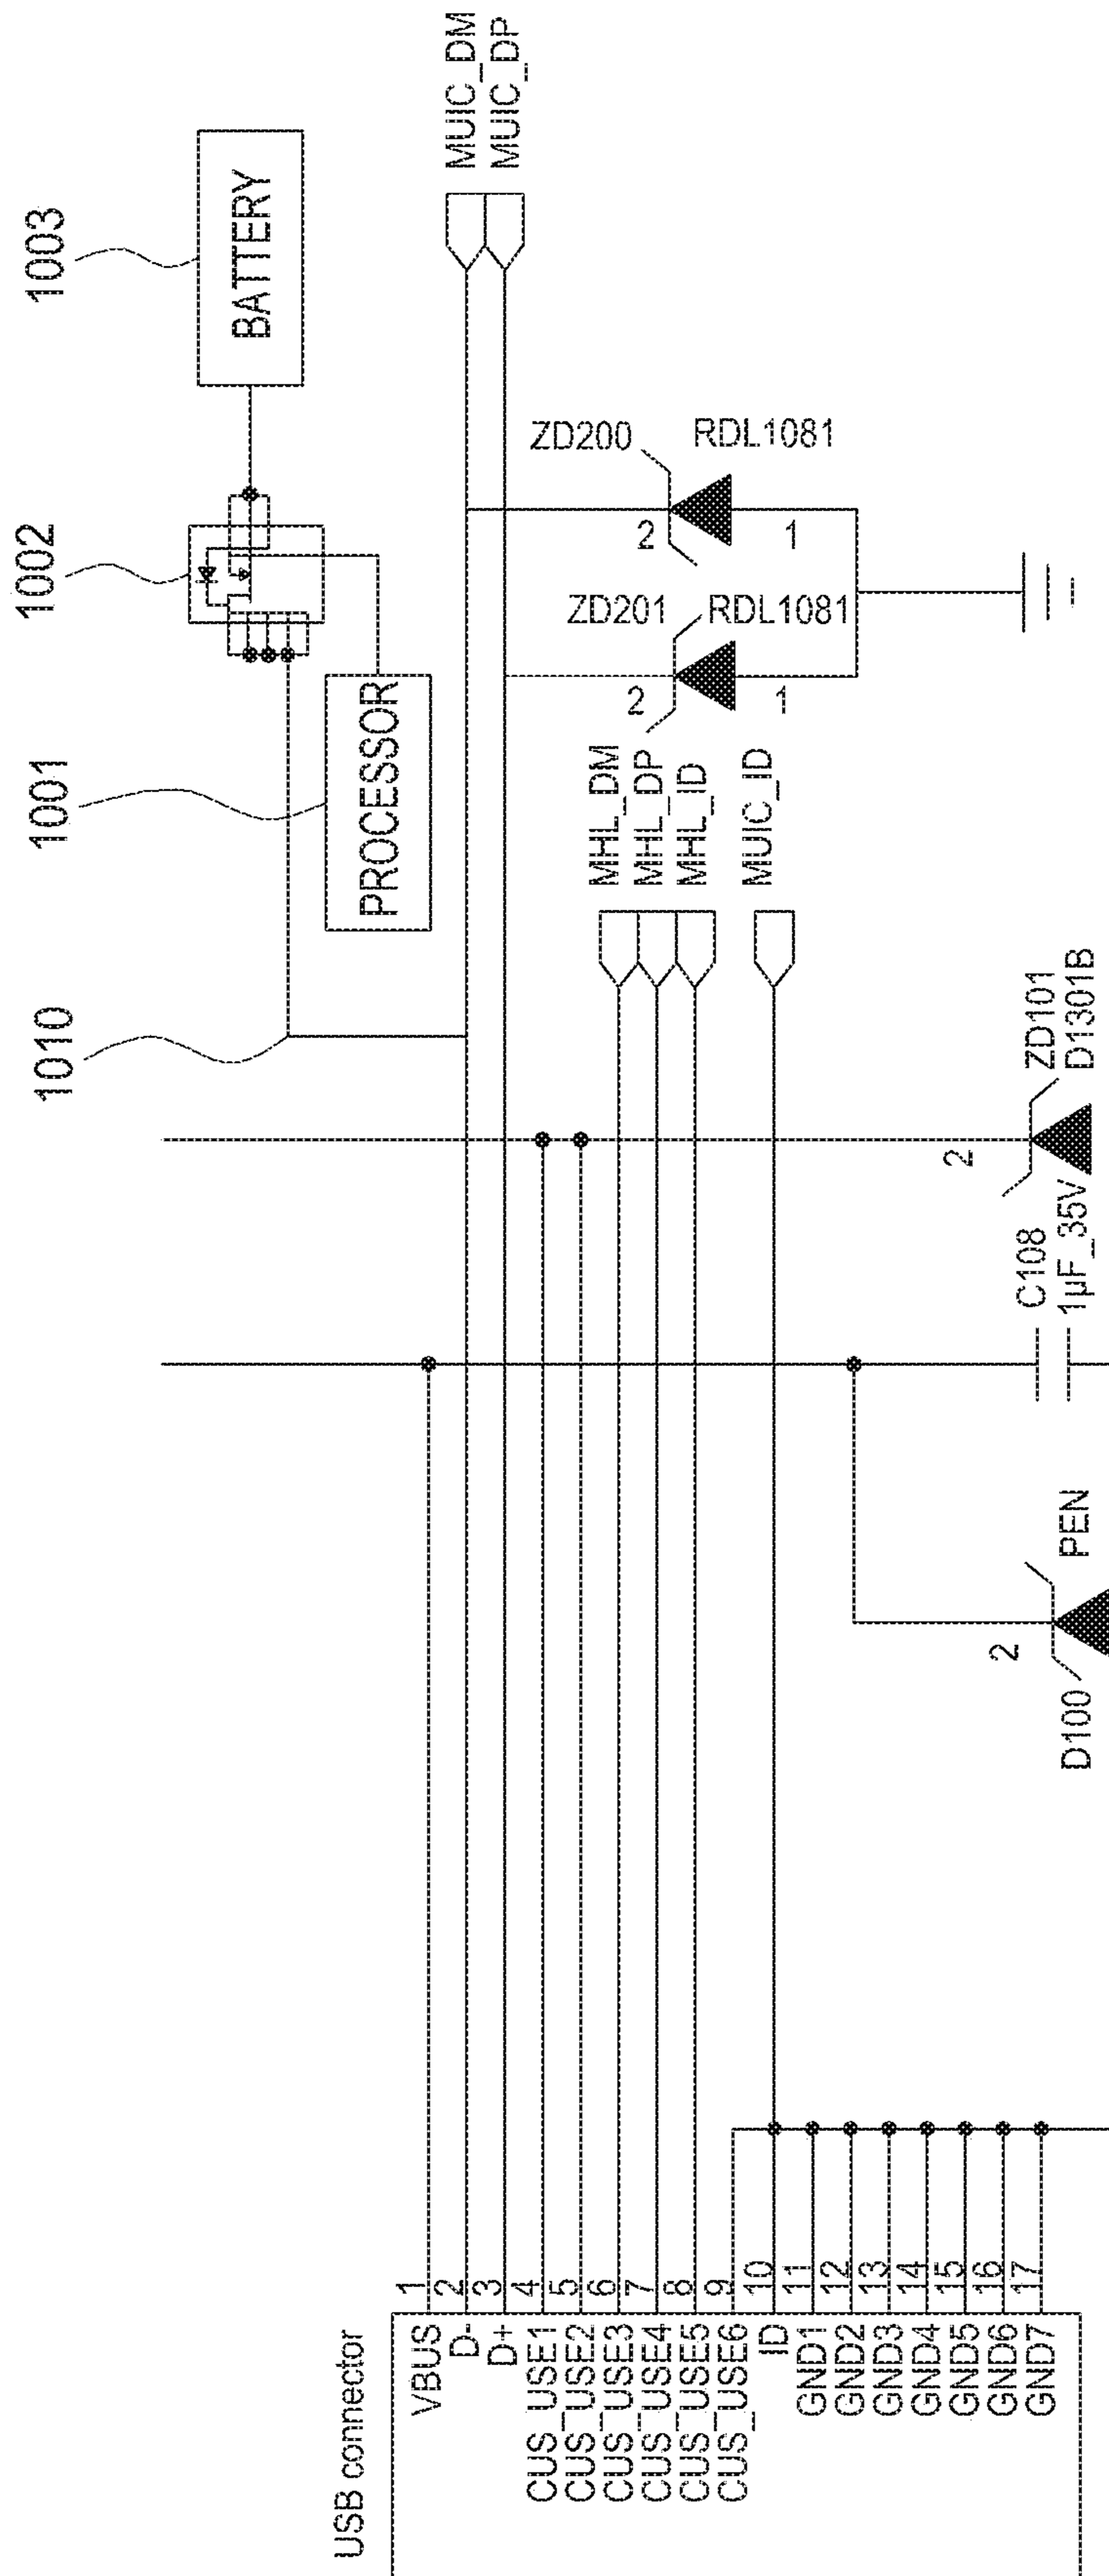 USB connector
VBUS 1
D- 2
D+ 3
CUS_USE1 4
CUS_USE2 5
CUS_USE3 6
CUS_USE4 7
CUS_USE5 8
CUS_USE6 9
ID 10
GND1 11
GND2 12
GND3 13
GND4 14
GND5 15
GND6 16
GND7 17
1010
1001
1002
1003
PROCESSOR
BATTERY
MUIC_DM
MUIC_DP
MHL_DM
MHL_DP
MHL_ID
MUIC_ID
ZD201 RDL1081
2
1
ZD200 RDL1081
2
1
D100
2
PEN
C108
1µF_35V
2
ZD101
D1301B